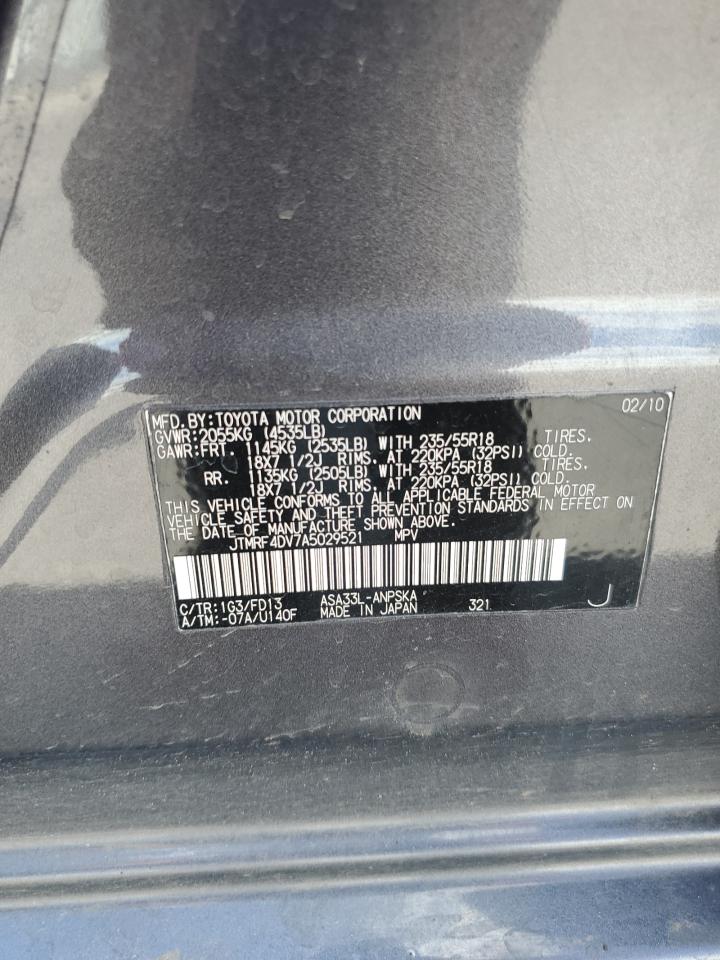 MFD. BY: TOYOTA MOTOR CORPORATION 02/10
GVWR: 2055KG (4535LB)
GAWR: FRT. 1145KG (2535LB) WITH 235/55R18 TIRES.
18X7 1/2J RIMS. AT 220KPA (32PSI) COLD.
RR. 1135KG (2505LB) WITH 235/55R18 TIRES.
18X7 1/2J RIMS. AT 220KPA (32PSI) COLD.
THIS VEHICLE CONFORMS TO ALL APPLICABLE FEDERAL MOTOR
VEHICLE SAFETY AND THEFT PREVENTION STANDARDS IN EFFECT ON
THE DATE OF MANUFACTURE SHOWN ABOVE.
JTMRF4DV7A5029521 MPV
C/TR: 1G3/FD13 ASA33L-ANPSKA
A/TM: -07A/U140F MADE IN JAPAN 321 J